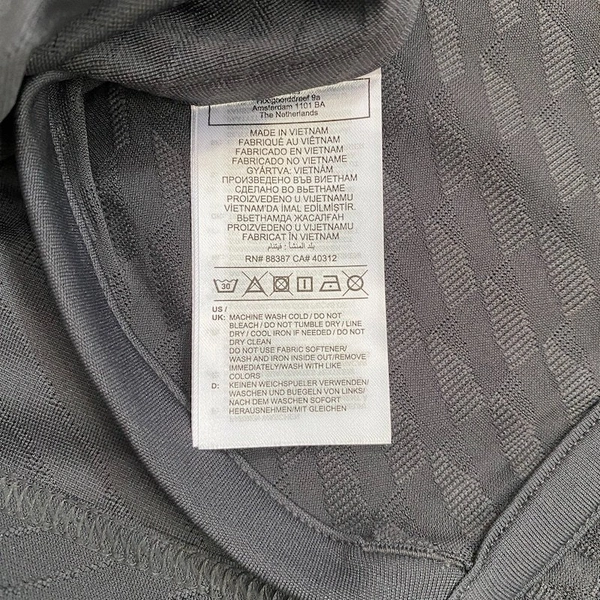 Hoogoorddreef 9a
Amsterdam 1101 BA
The Netherlands
MADE IN VIETNAM
FABRIQUÉ AU VIÊTNAM
FABRICADO EN VIETNAM
FABRICADO NO VIETNAM
GYÁRTVA: VIETNAM
ПРОИЗВЕДЕНО ВЪВ ВИЕТНАМ
СДЕЛАНО ВО ВЬЕТНАМЕ
PROIZVEDENO U VIJETNAMU
VİETNAM'DA İMAL EDİLMİŞTİR.
ВЬЕТНАМДА ЖАСАЛҒАН
PROIZVEDENO U VIJETNAMU
FABRICAT ÎN VIETNAM
بلد المنشأ : فيتنام
RN# 88387 CA# 40312
30
US /
UK: MACHINE WASH COLD / DO NOT
BLEACH / DO NOT TUMBLE DRY / LINE
DRY / COOL IRON IF NEEDED / DO NOT
DRY CLEAN
DO NOT USE FABRIC SOFTENER/
WASH AND IRON INSIDE OUT/REMOVE
IMMEDIATELY/WASH WITH LIKE
COLORS
D: KEINEN WEICHSPUELER VERWENDEN/
WASCHEN UND BUEGELN VON LINKS/
NACH DEM WASCHEN SOFORT
HERAUSNEHMEN/MIT GLEICHEN